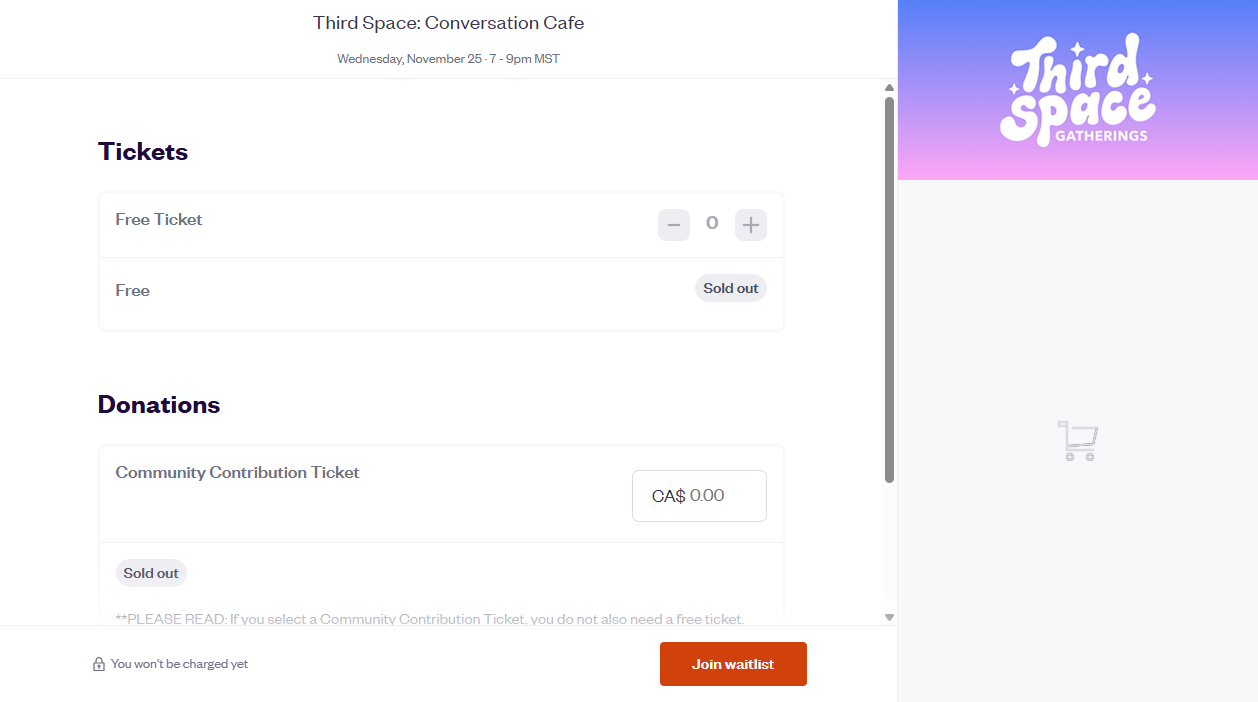 Third Space: Conversation Cafe
Wednesday, November 25 · 7 - 9pm MST
Tickets
Free Ticket
0
Free
Sold out
Donations
Community Contribution Ticket
CA$ 0.00
Sold out
**PLEASE READ: If you select a Community Contribution Ticket, you do not also need a free ticket.
You won't be charged yet
Join waitlist
Third
Space
GATHERINGS